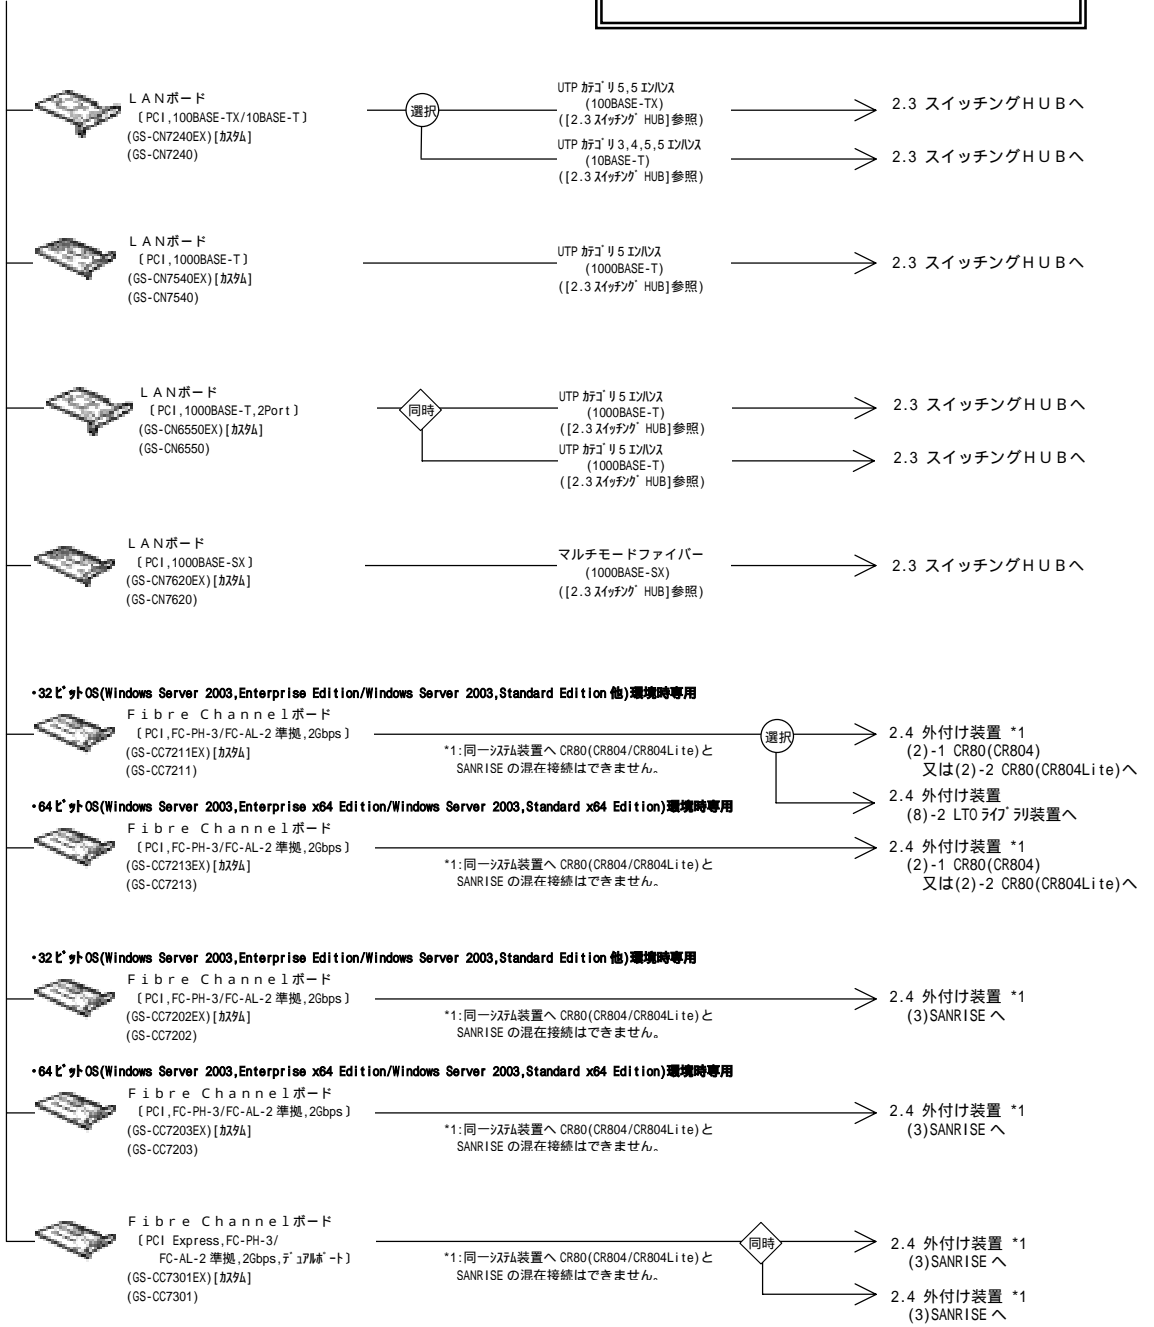 ＬＡＮボード
〔PCI,100BASE-TX/10BASE-T〕
(GS-CN7240EX)[ｶｽﾀﾑ]
(GS-CN7240)
選択
UTP ｶﾃｺﾞﾘ 5,5 ｴﾝﾊﾝｽ
(100BASE-TX)
([2.3 ｽｲｯﾁﾝｸﾞ HUB]参照)
2.3 スイッチングＨＵＢへ
UTP ｶﾃｺﾞﾘ 3,4,5,5 ｴﾝﾊﾝｽ
(10BASE-T)
([2.3 ｽｲｯﾁﾝｸﾞ HUB]参照)
2.3 スイッチングＨＵＢへ
ＬＡＮボード
〔PCI,1000BASE-T〕
(GS-CN7540EX)[ｶｽﾀﾑ]
(GS-CN7540)
UTP ｶﾃｺﾞﾘ 5 ｴﾝﾊﾝｽ
(1000BASE-T)
([2.3 ｽｲｯﾁﾝｸﾞ HUB]参照)
2.3 スイッチングＨＵＢへ
ＬＡＮボード
〔PCI,1000BASE-T,2Port〕
(GS-CN6550EX)[ｶｽﾀﾑ]
(GS-CN6550)
同時
UTP ｶﾃｺﾞﾘ 5 ｴﾝﾊﾝｽ
(1000BASE-T)
([2.3 ｽｲｯﾁﾝｸﾞ HUB]参照)
2.3 スイッチングＨＵＢへ
UTP ｶﾃｺﾞﾘ 5 ｴﾝﾊﾝｽ
(1000BASE-T)
([2.3 ｽｲｯﾁﾝｸﾞ HUB]参照)
2.3 スイッチングＨＵＢへ
ＬＡＮボード
〔PCI,1000BASE-SX〕
(GS-CN7620EX)[ｶｽﾀﾑ]
(GS-CN7620)
マルチモードファイバー
(1000BASE-SX)
([2.3 ｽｲｯﾁﾝｸﾞ HUB]参照)
2.3 スイッチングＨＵＢへ
・32 ﾋﾞｯﾄ OS(Windows Server 2003,Enterprise Edition/Windows Server 2003,Standard Edition 他)環境時専用
Ｆｉｂｒｅ Ｃｈａｎｎｅｌボード
〔PCI,FC-PH-3/FC-AL-2 準拠,2Gbps〕
(GS-CC7211EX)[ｶｽﾀﾑ]
(GS-CC7211)
*1:同一ｼｽﾃﾑ装置へ CR80(CR804/CR804Lite)と
SANRISE の混在接続はできません。
選択
2.4 外付け装置 *1
(2)-1 CR80(CR804)
又は(2)-2 CR80(CR804Lite)へ
2.4 外付け装置
(8)-2 LTO ﾗｲﾌﾞﾗﾘ装置へ
・64 ﾋﾞｯﾄ OS(Windows Server 2003,Enterprise x64 Edition/Windows Server 2003,Standard x64 Edition)環境時専用
Ｆｉｂｒｅ Ｃｈａｎｎｅｌボード
〔PCI,FC-PH-3/FC-AL-2 準拠,2Gbps〕
(GS-CC7213EX)[ｶｽﾀﾑ]
(GS-CC7213)
*1:同一ｼｽﾃﾑ装置へ CR80(CR804/CR804Lite)と
SANRISE の混在接続はできません。
2.4 外付け装置 *1
(2)-1 CR80(CR804)
又は(2)-2 CR80(CR804Lite)へ
・32 ﾋﾞｯﾄ OS(Windows Server 2003,Enterprise Edition/Windows Server 2003,Standard Edition 他)環境時専用
Ｆｉｂｒｅ Ｃｈａｎｎｅｌボード
〔PCI,FC-PH-3/FC-AL-2 準拠,2Gbps〕
(GS-CC7202EX)[ｶｽﾀﾑ]
(GS-CC7202)
*1:同一ｼｽﾃﾑ装置へ CR80(CR804/CR804Lite)と
SANRISE の混在接続はできません。
2.4 外付け装置 *1
(3)SANRISE へ
・64 ﾋﾞｯﾄ OS(Windows Server 2003,Enterprise x64 Edition/Windows Server 2003,Standard x64 Edition)環境時専用
Ｆｉｂｒｅ Ｃｈａｎｎｅｌボード
〔PCI,FC-PH-3/FC-AL-2 準拠,2Gbps〕
(GS-CC7203EX)[ｶｽﾀﾑ]
(GS-CC7203)
*1:同一ｼｽﾃﾑ装置へ CR80(CR804/CR804Lite)と
SANRISE の混在接続はできません。
2.4 外付け装置 *1
(3)SANRISE へ
Ｆｉｂｒｅ Ｃｈａｎｎｅｌボード
〔PCI Express,FC-PH-3/
FC-AL-2 準拠,2Gbps,ﾃﾞｭｱﾙﾎﾟｰﾄ〕
(GS-CC7301EX)[ｶｽﾀﾑ]
(GS-CC7301)
*1:同一ｼｽﾃﾑ装置へ CR80(CR804/CR804Lite)と
SANRISE の混在接続はできません。
同時
2.4 外付け装置 *1
(3)SANRISE へ
2.4 外付け装置 *1
(3)SANRISE へ